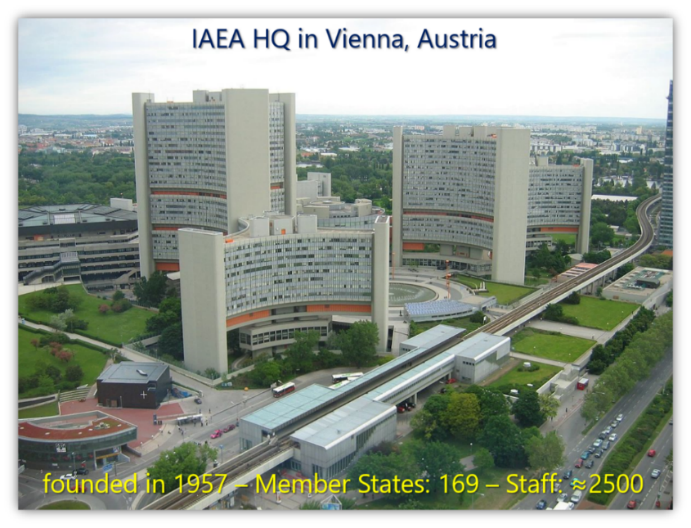 IAEA HQ in Vienna, Austria
founded in 1957 – Member States: 169 – Staff: ≈2500